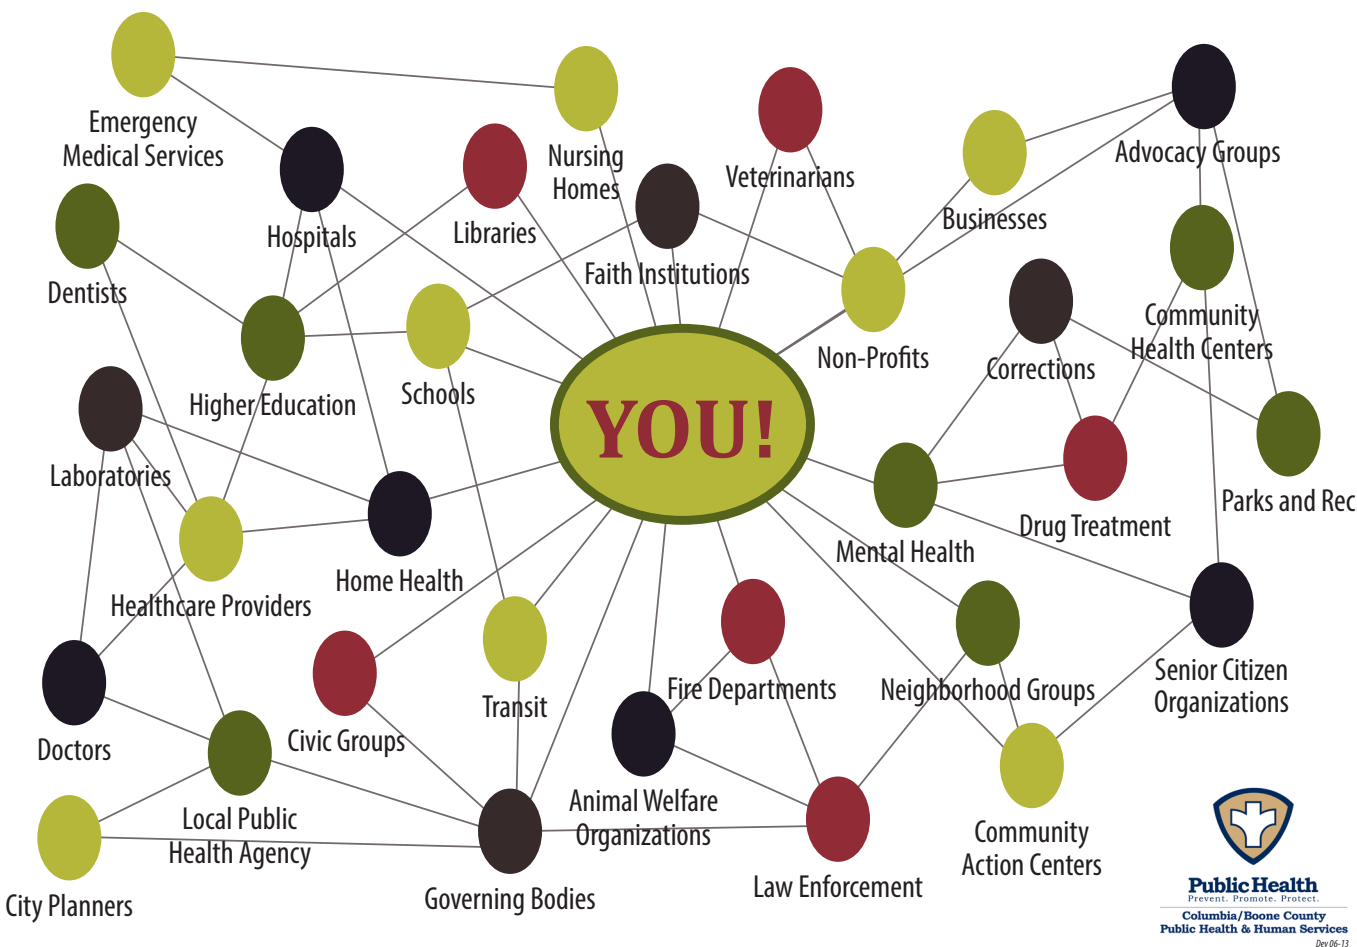 Emergency
Medical Services
Nursing
Homes
Veterinarians
Businesses
Advocacy Groups
Hospitals
Libraries
Faith Institutions
Dentists
Community
Health Centers
Schools
Non-Profits
Corrections
Higher Education
YOU!
Laboratories
Parks and Rec
Drug Treatment
Mental Health
Home Health
Healthcare Providers
Senior Citizen
Organizations
Fire Departments
Neighborhood Groups
Transit
Civic Groups
Doctors
Animal Welfare
Organizations
Local Public
Health Agency
Community
Action Centers
Law Enforcement
Governing Bodies
City Planners
Public Health
Prevent. Promote. Protect.
Columbia/Boone County
Public Health & Human Services
Dev 06-13